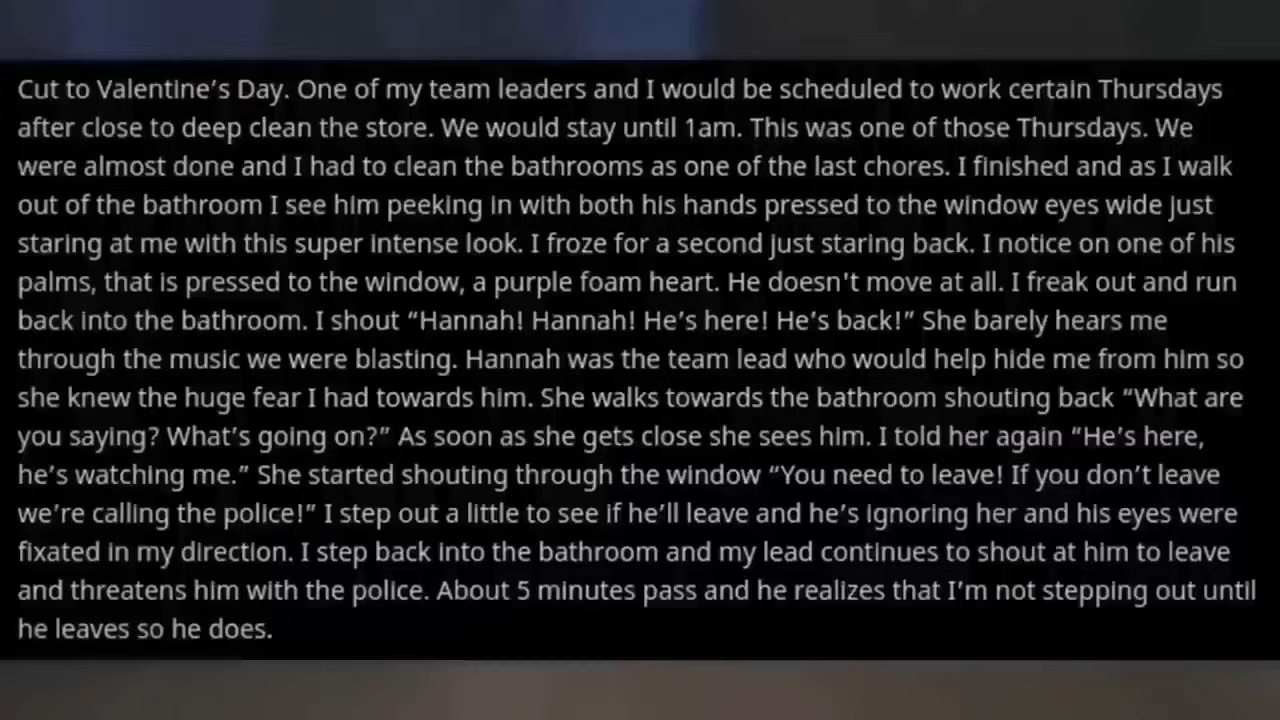 Cut to Valentine’s Day. One of my team leaders and I would be scheduled to work certain Thursdays
after close to deep clean the store. We would stay until 1am. This was one of those Thursdays. We
were almost done and I had to clean the bathrooms as one of the last chores. I finished and as I walk
out of the bathroom I see him peeking in with both his hands pressed to the window eyes wide just
staring at me with this super intense look. I froze for a second just staring back. I notice on one of his
palms, that is pressed to the window, a purple foam heart. He doesn't move at all. I freak out and run
back into the bathroom. I shout “Hannah! Hannah! He’s here! He’s back!” She barely hears me
through the music we were blasting. Hannah was the team lead who would help hide me from him so
she knew the huge fear I had towards him. She walks towards the bathroom shouting back “What are
you saying? What’s going on?” As soon as she gets close she sees him. I told her again “He’s here,
he’s watching me.” She started shouting through the window “You need to leave! If you don’t leave
we’re calling the police!” I step out a little to see if he’ll leave and he’s ignoring her and his eyes were
fixated in my direction. I step back into the bathroom and my lead continues to shout at him to leave
and threatens him with the police. About 5 minutes pass and he realizes that I’m not stepping out until
he leaves so he does.